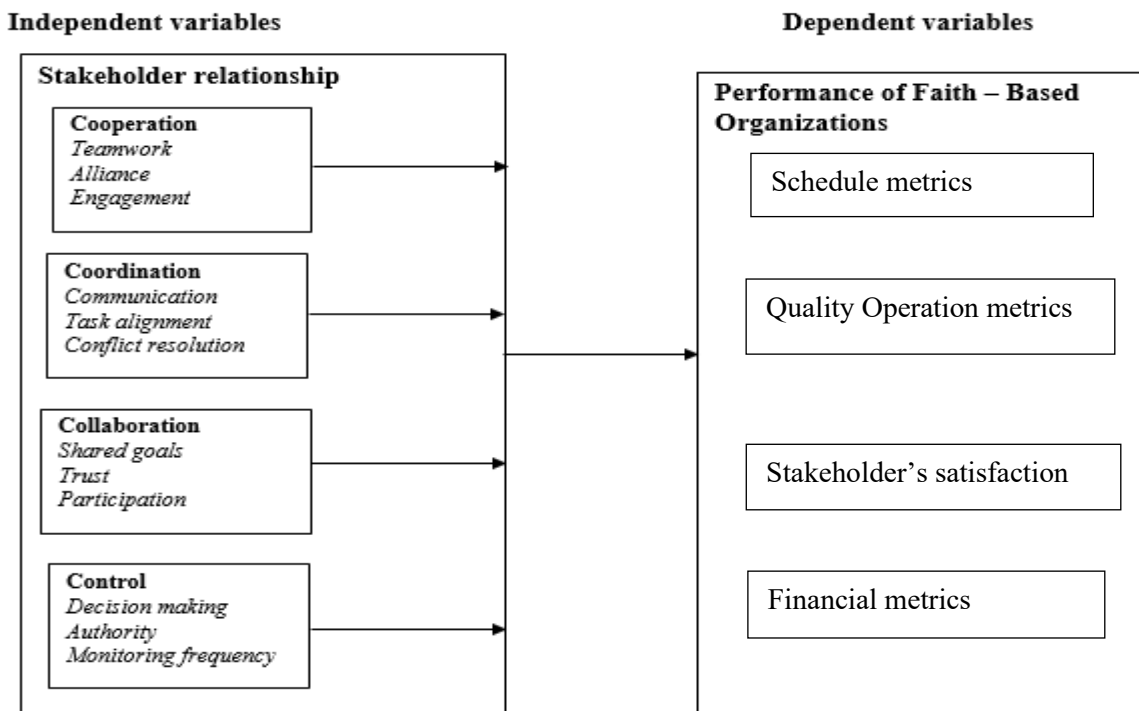 Independent variables
Stakeholder relationship
Cooperation
Teamwork
Alliance
Engagement
Coordination
Communication
Task alignment
Conflict resolution
Collaboration
Shared goals
Trust
Participation
Control
Decision making
Authority
Monitoring frequency
Dependent variables
Performance of Faith – Based
Organizations
Schedule metrics
Quality Operation metrics
Stakeholder’s satisfaction
Financial metrics